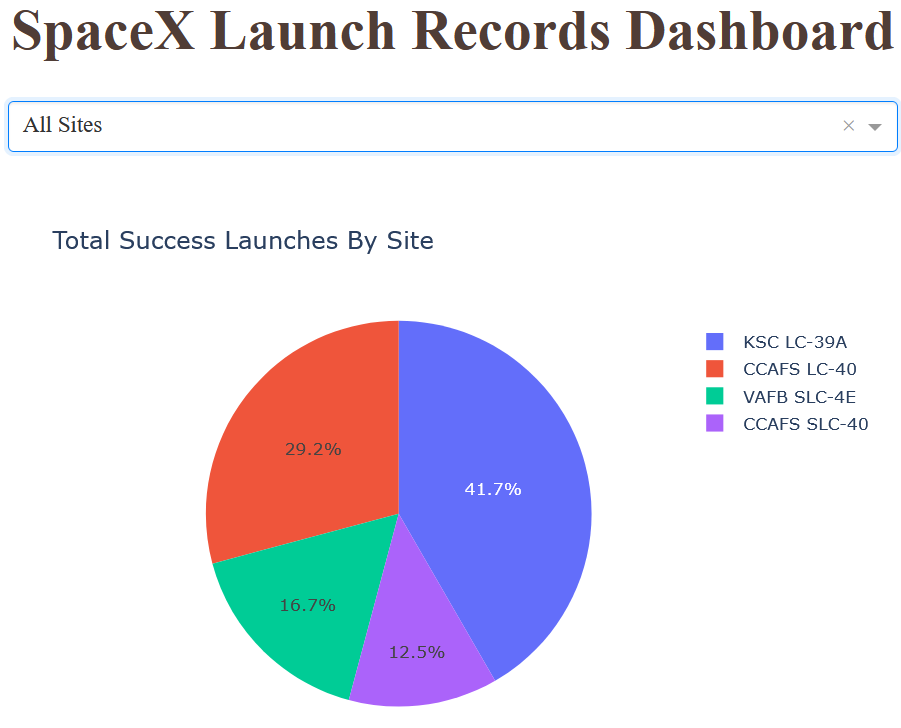 SpaceX Launch Records Dashboard
All Sites
Total Success Launches By Site
KSC LC-39A
CCAFS LC-40
VAFB SLC-4E
CCAFS SLC-40
29.2%
41.7%
16.7%
12.5%